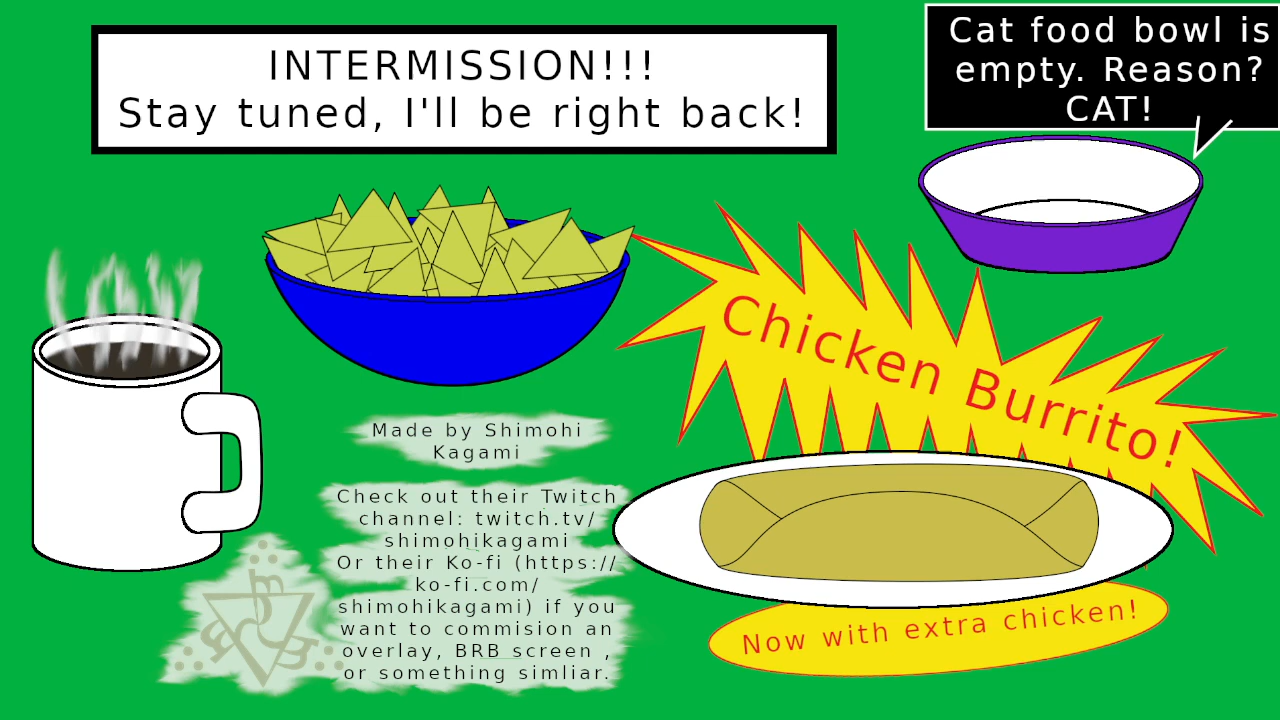 INTERMISSION!!!
Stay tuned, I'll be right back!
Cat food bowl is
empty. Reason?
CAT!
Chicken Burrito!
Made by Shimohi
Kagami
Check out their Twitch
channel: twitch.tv/
shimohikagami
Or their Ko-fi (https://
ko-fi.com/
shimohikagami) if you
want to commision an
overlay, BRB screen ,
or something simliar.
Now with extra chicken!